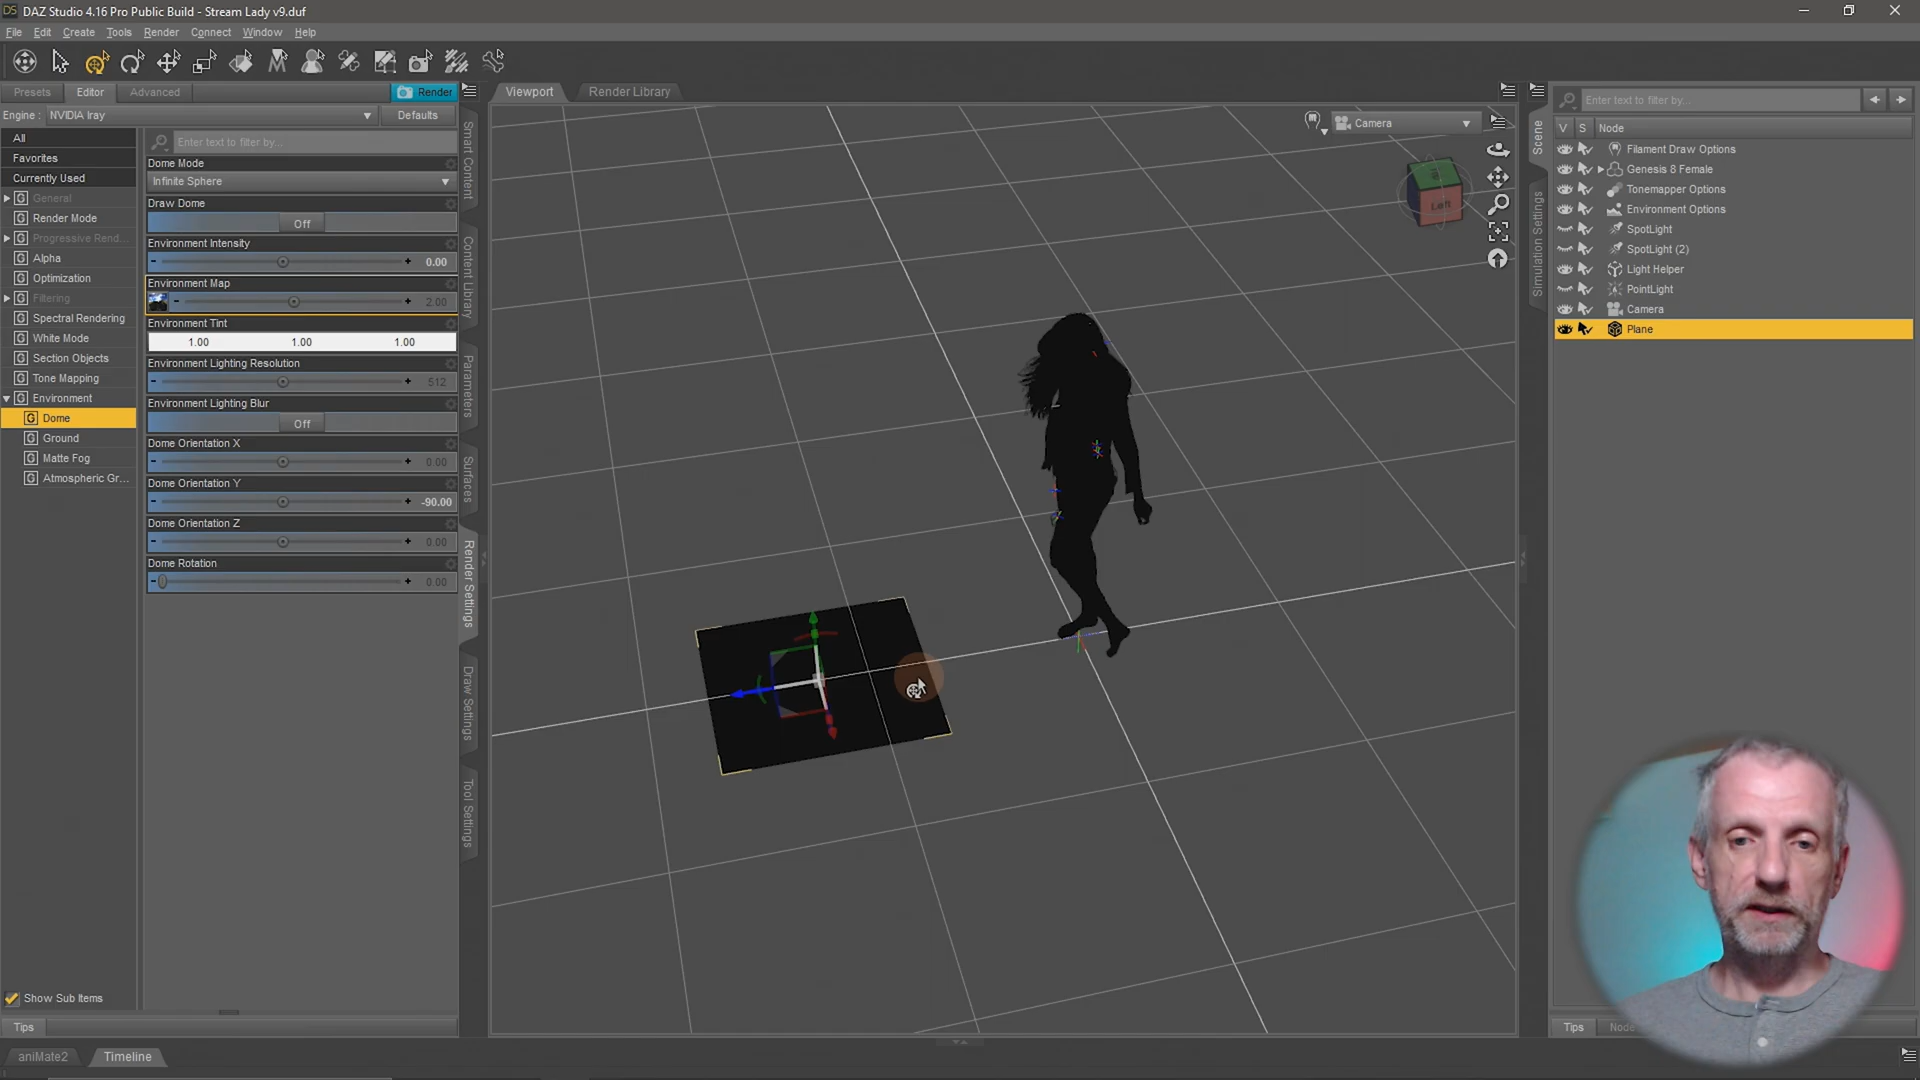 DAZ Studio 4.16 Pro Public Build - Stream Lady v9.duf
File Edit Create Tools Render Connect Window Help
Presets Editor Advanced Render
Engine : NVIDIA Iray Defaults
All
Favorites
Currently Used
General
Render Mode
Progressive Rend...
Alpha
Optimization
Filtering
Spectral Rendering
White Mode
Section Objects
Tone Mapping
Environment
Dome
Ground
Matte Fog
Atmospheric Gr...
Show Sub Items
Tips
Enter text to filter by...
Dome Mode
Infinite Sphere
Draw Dome
Off
Environment Intensity
0.00
Environment Map
2.00
Environment Tint
1.00 1.00 1.00
Environment Lighting Resolution
512
Environment Lighting Blur
Off
Dome Orientation X
0.00
Dome Orientation Y
-90.00
Dome Orientation Z
0.00
Dome Rotation
0.00
Smart Content
Content Library
Parameters
Surfaces
Render Settings
Draw Settings
Tool Settings
Viewport Render Library
Camera
Left
Scene
Simulation Settings
Enter text to filter by...
V S Node
Filament Draw Options
Genesis 8 Female
Tonemapper Options
Environment Options
SpotLight
SpotLight (2)
Light Helper
PointLight
Camera
Plane
Tips Node
aniMate2 Timeline